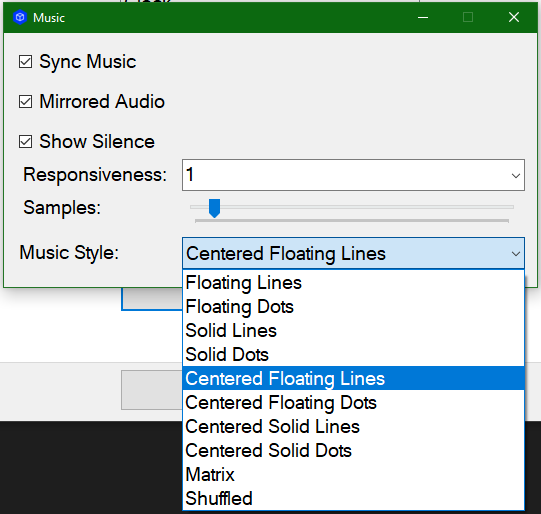 Music
Sync Music
Mirrored Audio
Show Silence
Responsiveness: 1
Samples:
Music Style: Centered Floating Lines
Floating Lines
Floating Dots
Solid Lines
Solid Dots
Centered Floating Lines
Centered Floating Dots
Centered Solid Lines
Centered Solid Dots
Matrix
Shuffled